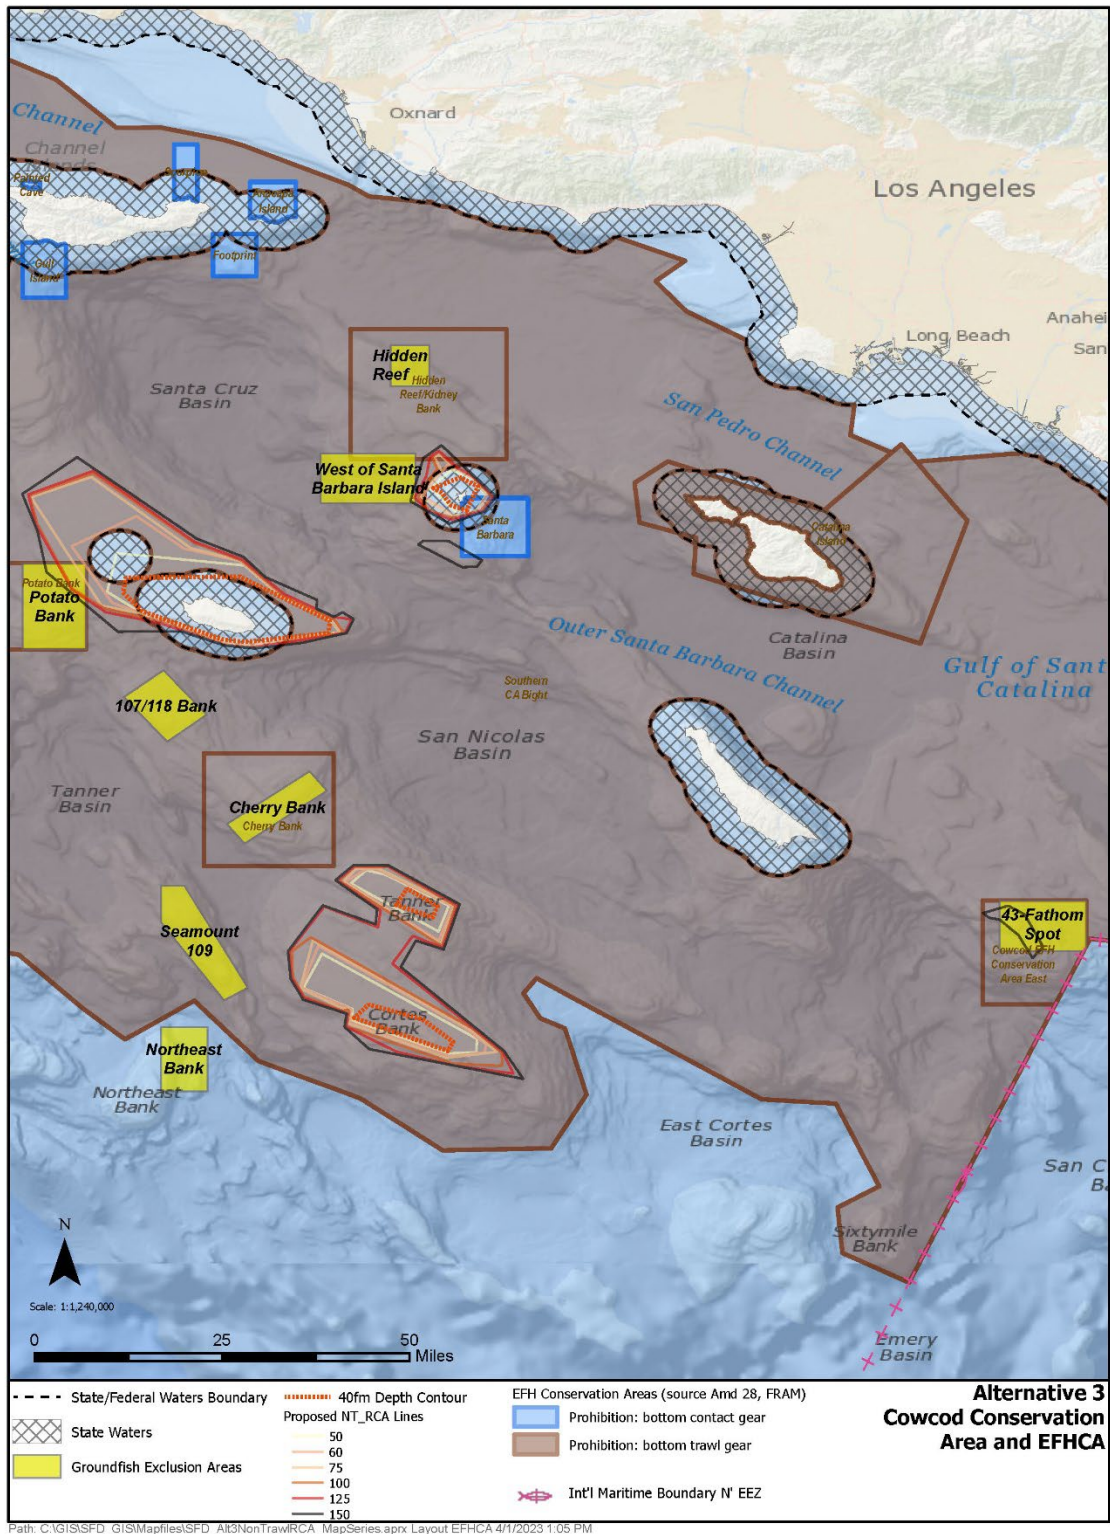 Oxnard
Channel
Channel
Islands
Painted
Cave
Scorpion
Anacapa
Island
Los Angeles
Footprint
Gull
Island
Anahei
San
Long Beach
Hidden
Reef
Hidden
Reef/Kidney
Bank
Santa Cruz
Basin
San Pedro Channel
West of Santa
Barbara Island
Santa
Barbara
Catalina
Island
Potato Bank
Potato
Bank
Outer Santa Barbara Channel
Catalina
Basin
Gulf of Sant
Catalina
Southern
CA Bight
107/118 Bank
San Nicolas
Basin
Tanner
Basin
Cherry Bank
Cherry Bank
Tanner
Bank
43-Fathom
Spot
Seamount
109
Cowcod EFH
Conservation
Area East
Cortes
Bank
Northeast
Bank
Northeast
Bank
East Cortes
Basin
San C
Ba
Sixtymile
Bank
N
Scale: 1:1,240,000
Emery
Basin
0 25 50
Miles
State/Federal Waters Boundary
State Waters
Groundfish Exclusion Areas
40fm Depth Contour
Proposed NT_RCA Lines
50
60
75
100
125
150
EFH Conservation Areas (source Amd 28, FRAM)
Prohibition: bottom contact gear
Prohibition: bottom trawl gear
Int'l Maritime Boundary N' EEZ
Alternative 3
Cowcod Conservation
Area and EFHCA
Path: C:\GIS\SFD_GIS\Mapfiles\SFD_Alt3NonTrawlRCA_MapSeries.aprx Layout EFHCA 4/1/2023 1:05 PM